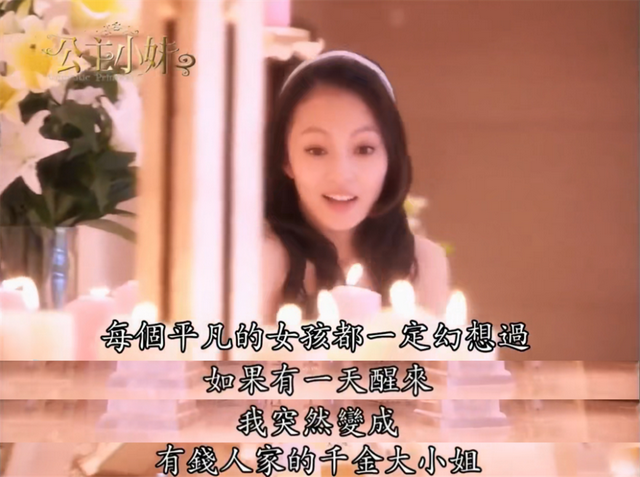 公主小妹
每個平凡的女孩都一定幻想過
如果有一天醒來
我突然變成
有錢人家的千金大小姐